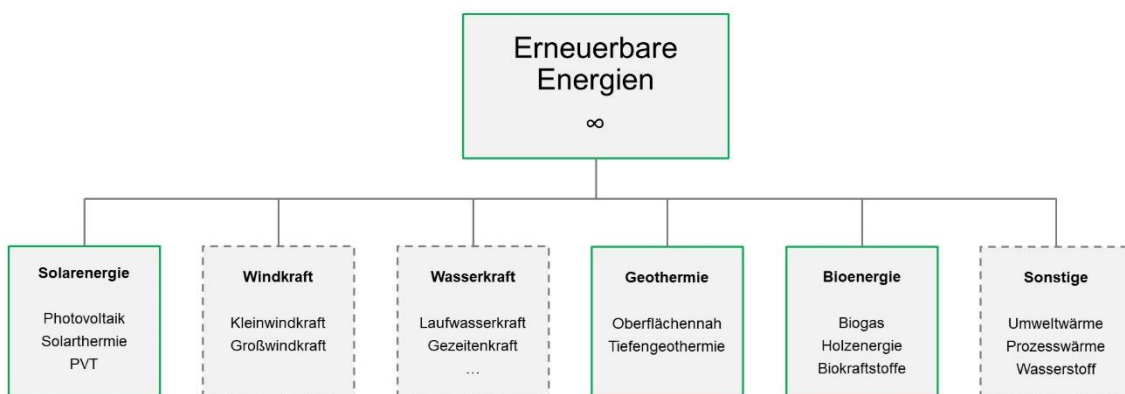 Erneuerbare
Energien
∞
Solarenergie
Photovoltaik
Solarthermie
PVT
Windkraft
Kleinwindkraft
Großwindkraft
Wasserkraft
Laufwasserkraft
Gezeitenkraft
…
Geothermie
Oberflächennah
Tiefengeothermie
Bioenergie
Biogas
Holzenergie
Biokraftstoffe
Sonstige
Umweltwärme
Prozesswärme
Wasserstoff